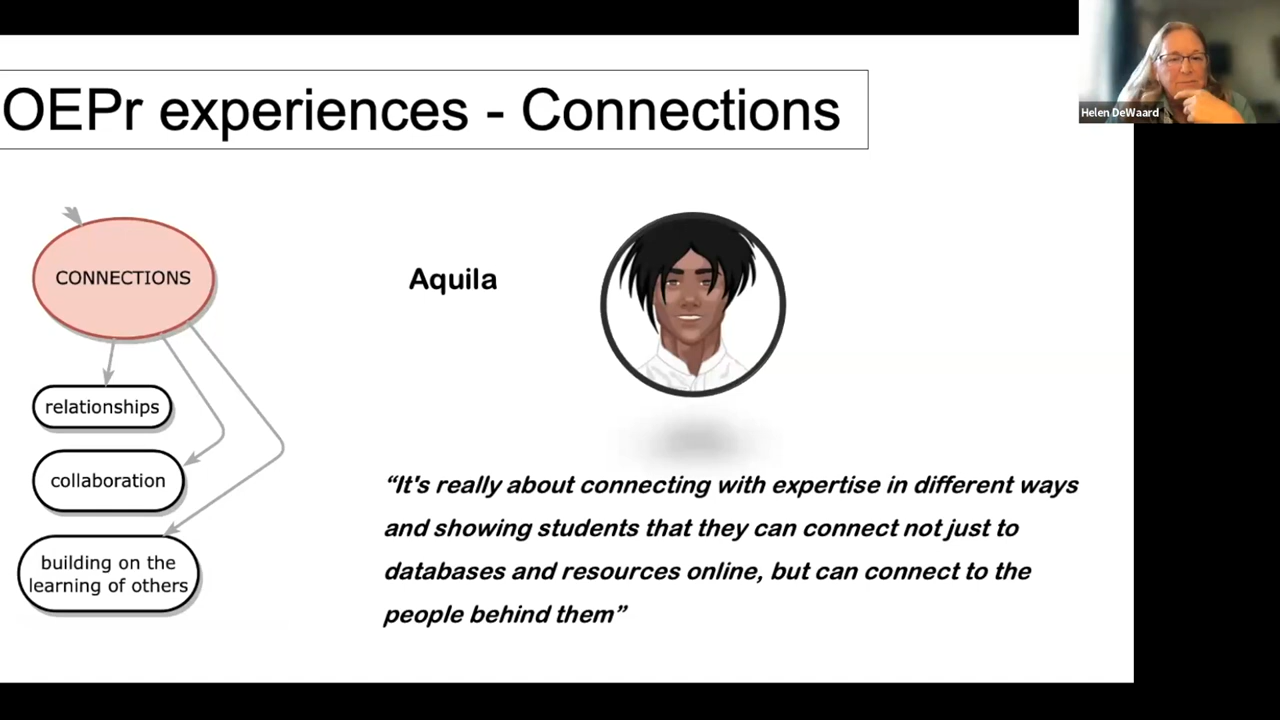 OEPr experiences - Connections
Helen DeWaard
CONNECTIONS
relationships
collaboration
building on the
learning of others
Aquila
“It's really about connecting with expertise in different ways
and showing students that they can connect not just to
databases and resources online, but can connect to the
people behind them”